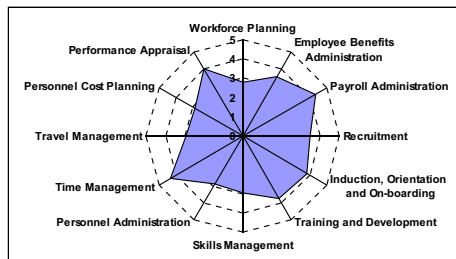 Workforce Planning
Employee Benefits
Administration
Payroll Administration
Recruitment
Induction, Orientation
and On-boarding
Training and Development
Skills Management
Personnel Administration
Time Management
Travel Management
Personnel Cost Planning
Performance Appraisal
5
4
3
2
1
0